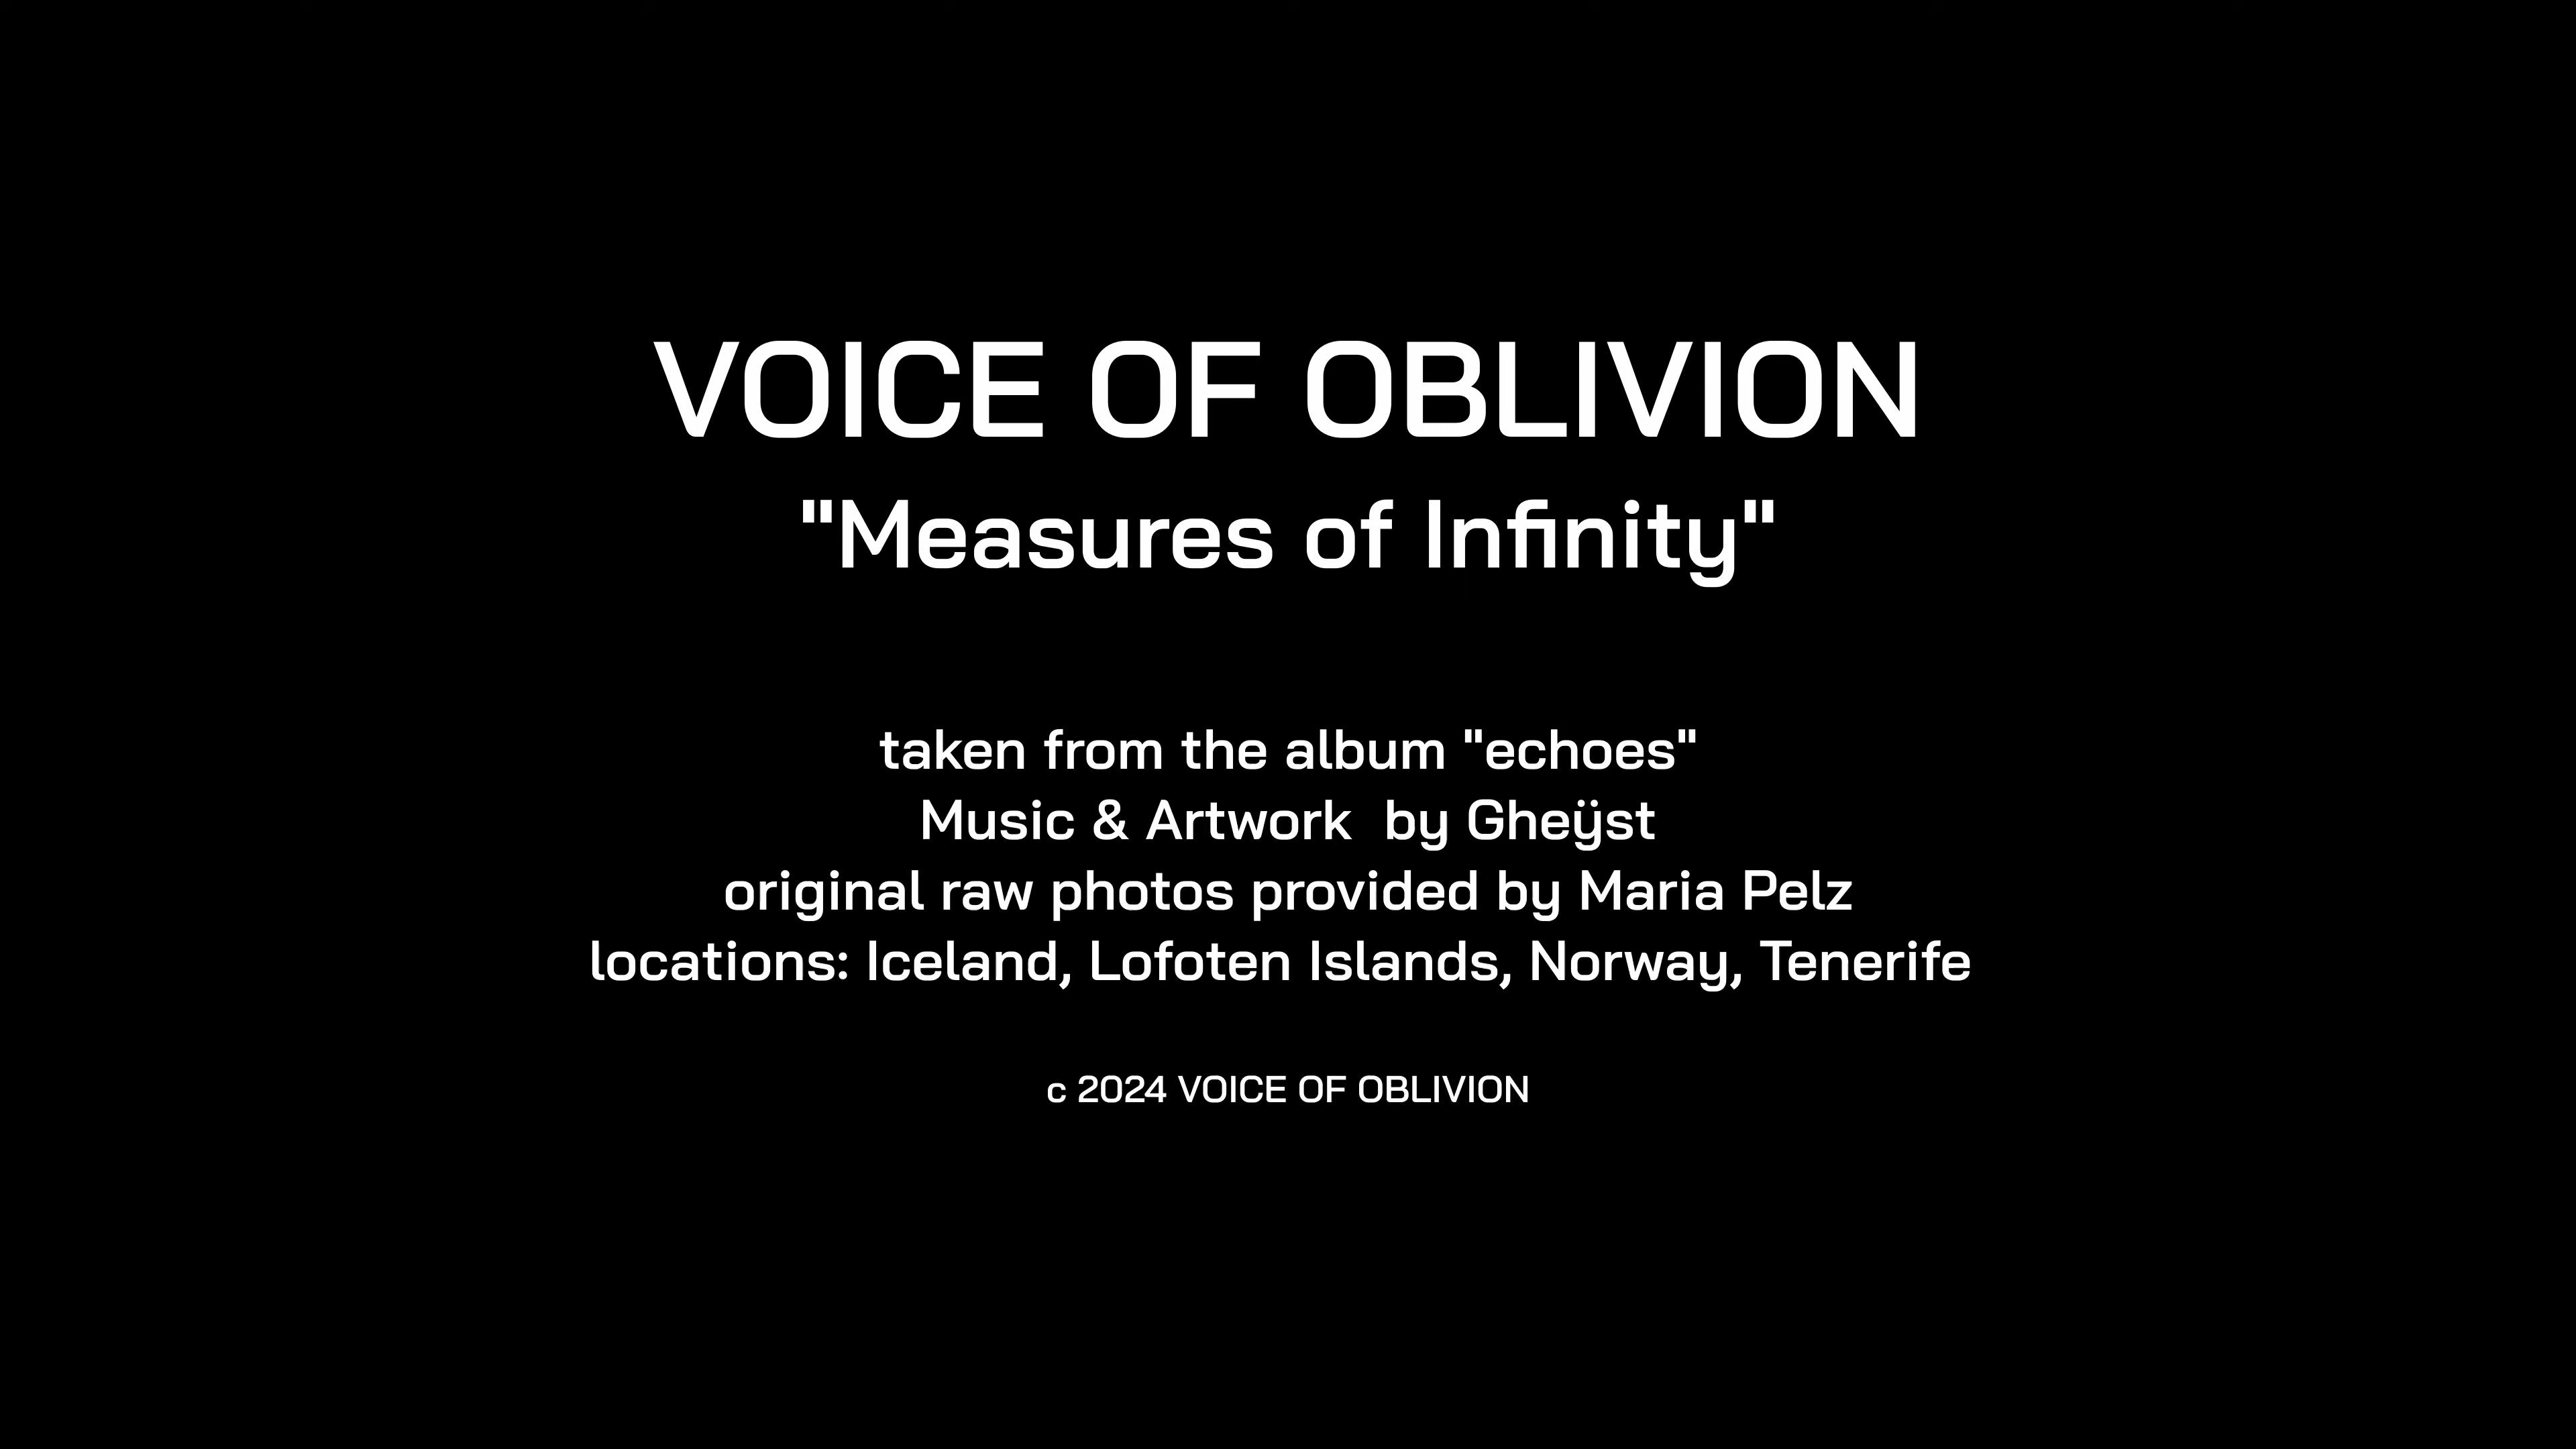 VOICE OF OBLIVION
"Measures of Infinity"
taken from the album "echoes"
Music & Artwork  by Gheÿst
original raw photos provided by Maria Pelz
locations: Iceland, Lofoten Islands, Norway, Tenerife
c 2024 VOICE OF OBLIVION